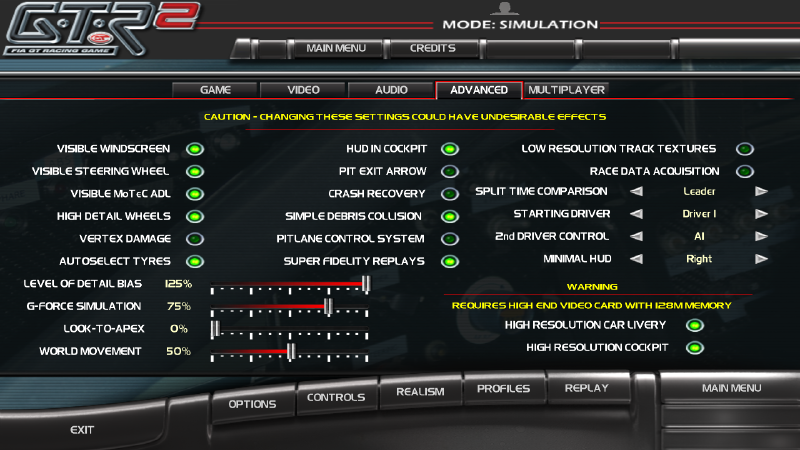 GTR2
FIA GT RACING GAME
MODE: SIMULATION
MAIN MENU CREDITS
GAME VIDEO AUDIO ADVANCED MULTIPLAYER
CAUTION - CHANGING THESE SETTINGS COULD HAVE UNDESIRABLE EFFECTS
VISIBLE WINDSCREEN HUD IN COCKPIT LOW RESOLUTION TRACK TEXTURES
VISIBLE STEERING WHEEL PIT EXIT ARROW RACE DATA ACQUISITION
VISIBLE MoTeC ADL CRASH RECOVERY SPLIT TIME COMPARISON Leader
HIGH DETAIL WHEELS SIMPLE DEBRIS COLLISION STARTING DRIVER Driver 1
VERTEX DAMAGE PITLANE CONTROL SYSTEM 2nd DRIVER CONTROL AI
AUTOSELECT TYRES SUPER FIDELITY REPLAYS MINIMAL HUD Right
LEVEL OF DETAIL BIAS 125% WARNING
G-FORCE SIMULATION 75% REQUIRES HIGH END VIDEO CARD WITH 128M MEMORY
LOOK-TO-APEX 0% HIGH RESOLUTION CAR LIVERY
WORLD MOVEMENT 50% HIGH RESOLUTION COCKPIT
EXIT OPTIONS CONTROLS REALISM PROFILES REPLAY MAIN MENU